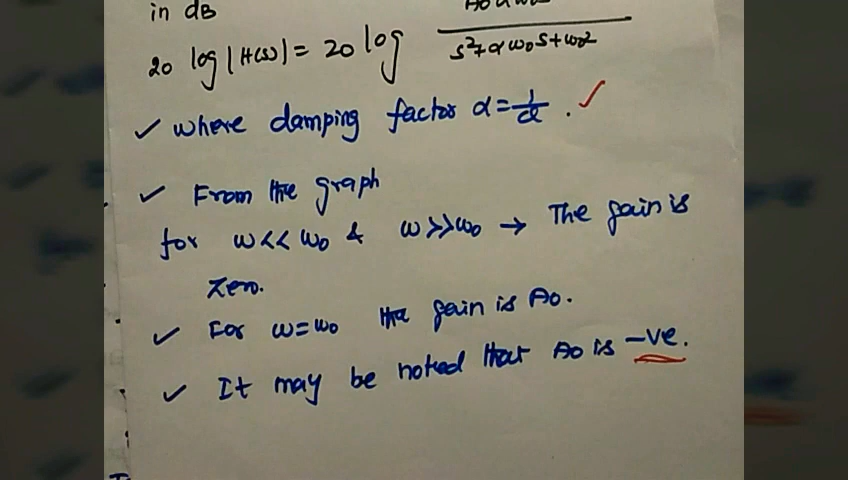 in dB
20 log |H(s)| = 20 log
s²+αω₀s+ω₀²
✓ where damping factor α = 1/α . ✓
✓ From the graph
for ω<<ω₀ & ω>>ω₀ → The gain is
zero.
✓ For ω=ω₀ the gain is A₀.
✓ It may be noted that A₀ is -ve.